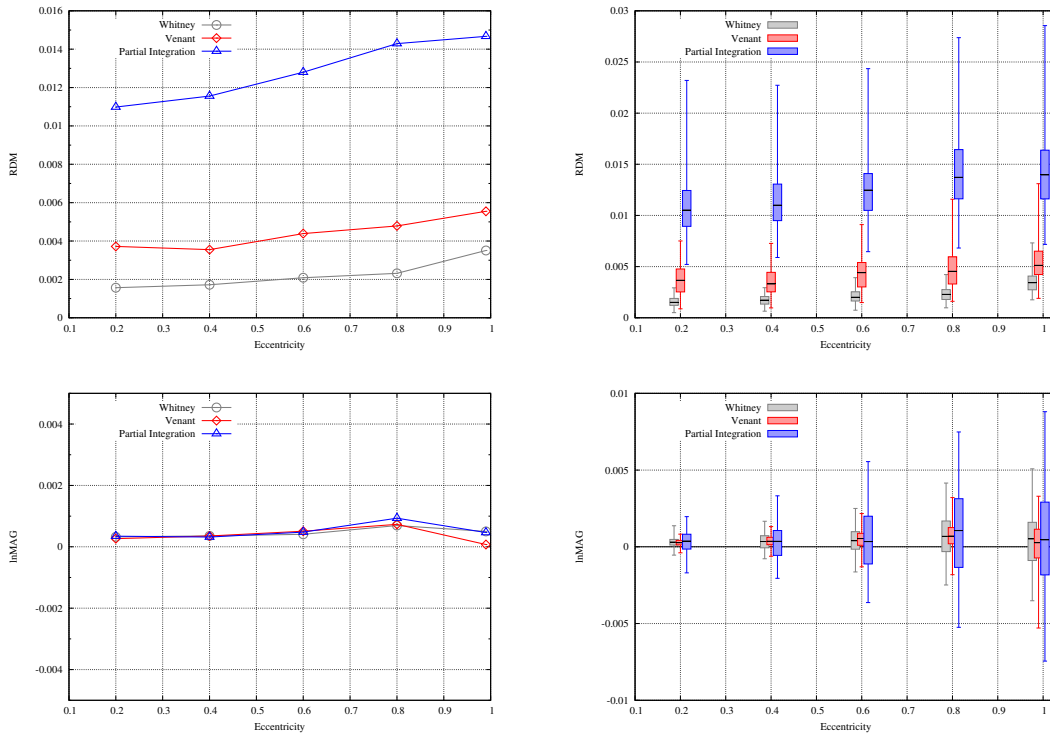 0.016
0.014
0.012
0.01
0.008
0.006
0.004
0.002
0
RDM
Whitney
Venant
Partial Integration
0.1 0.2 0.3 0.4 0.5 0.6 0.7 0.8 0.9 1
Eccentricity
0.03
0.025
0.02
0.015
0.01
0.005
0
RDM
Whitney
Venant
Partial Integration
0.1 0.2 0.3 0.4 0.5 0.6 0.7 0.8 0.9 1
Eccentricity
0.004
0.002
0
-0.002
-0.004
lnMAG
Whitney
Venant
Partial Integration
0.1 0.2 0.3 0.4 0.5 0.6 0.7 0.8 0.9 1
Eccentricity
0.01
0.005
0
-0.005
-0.01
lnMAG
Whitney
Venant
Partial Integration
0.1 0.2 0.3 0.4 0.5 0.6 0.7 0.8 0.9 1
Eccentricity